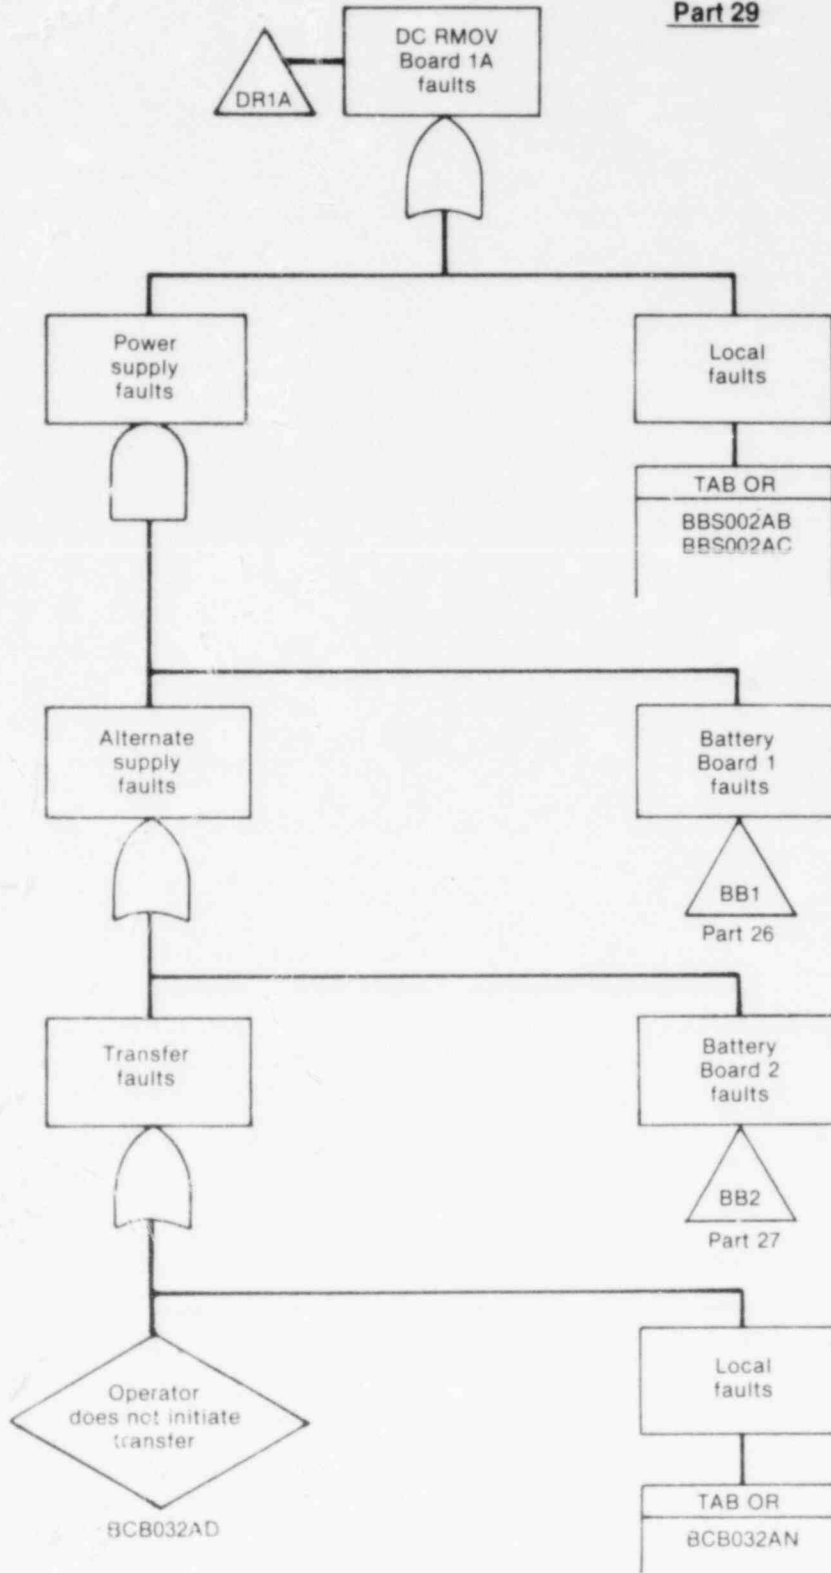 Part 29
DC RMOV
Board 1A
faults
DR1A
Power
supply
faults
Local
faults
TAB OR
BBS002AB
BBS002AC
Alternate
supply
faults
Battery
Board 1
faults
BB1
Part 26
Transfer
faults
Battery
Board 2
faults
BB2
Part 27
Operator
does not initiate
transfer
BCB032AD
Local
faults
TAB OR
BCB032AN